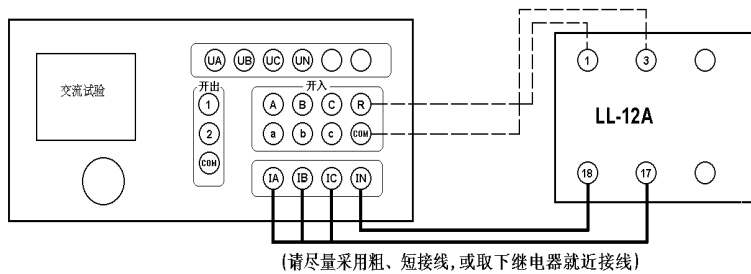 UA UB UC UN
交流试验
开出 开入
1 A B C R
2 a b c COM
COM
IA IB IC IN
1 3
LL-12A
18 17
(请尽量采用粗、短接线,或取下继电器就近接线)